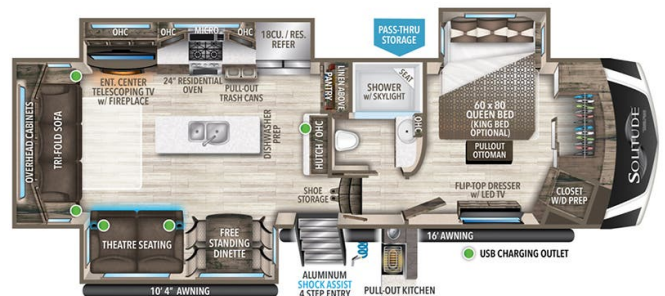 OHC
OHC
MICRO
OHC
18CU. / RES.
REFER
PASS-THRU
STORAGE
ENT. CENTER
TELESCOPING TV
w/ FIREPLACE
24" RESIDENTIAL
OVEN
PULL-OUT
TRASH CANS
LINEN ABOVE
PANTRY
SEAT
SHOWER
w/ SKYLIGHT
60 x 80
QUEEN BED
(KING BED
OPTIONAL)
OVERHEAD CABINETS
TRI-FOLD SOFA
DISHWASHER
PREP
HUTCH / OHC
OHC
PULLOUT
OTTOMAN
SOLITUDE
SHOE
STORAGE
FLIP-TOP DRESSER
w/ LED TV
CLOSET
W/D PREP
THEATRE SEATING
FREE
STANDING
DINETTE
16' AWNING
USB CHARGING OUTLET
ALUMINUM
SHOCK ASSIST
4 STEP ENTRY
PULL-OUT KITCHEN
10' 4" AWNING